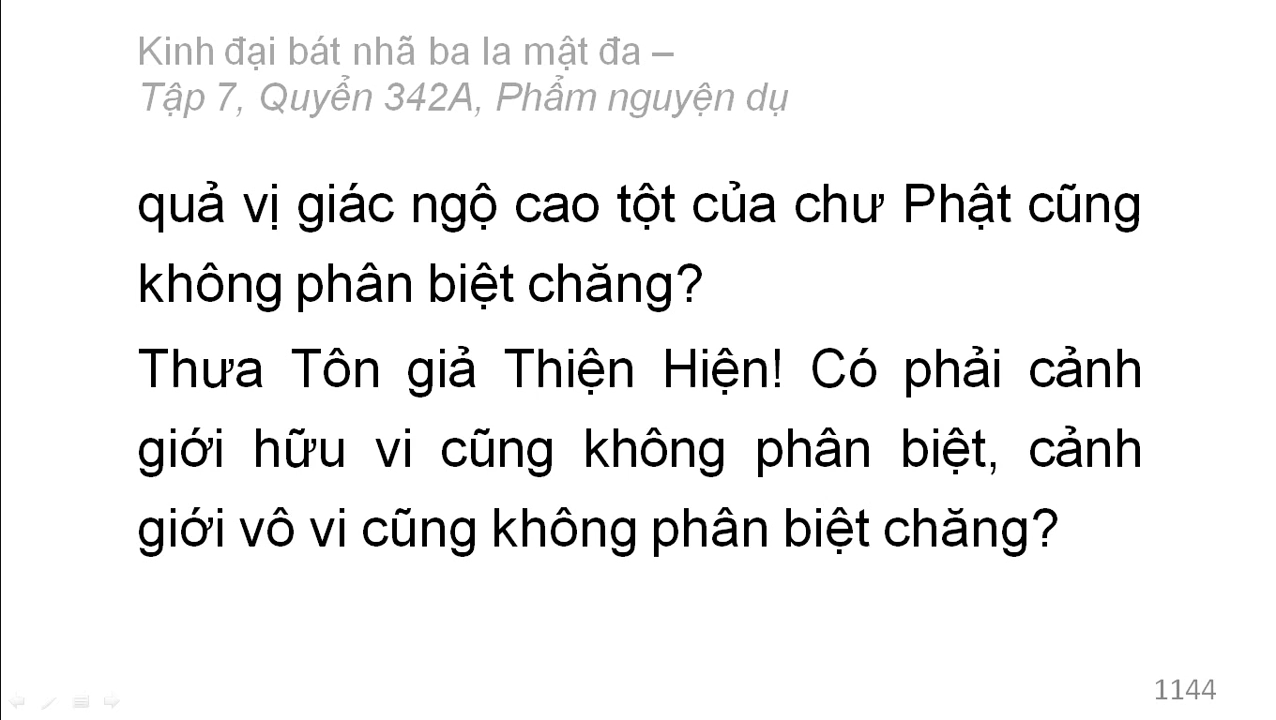 Kinh đại bát nhã ba la mật đa –
Tập 7, Quyển 342A, Phẩm nguyện dụ
quả vị giác ngộ cao tột của chư Phật cũng
không phân biệt chăng?
Thưa Tôn giả Thiện Hiện! Có phải cảnh
giới hữu vi cũng không phân biệt, cảnh
giới vô vi cũng không phân biệt chăng?
1144